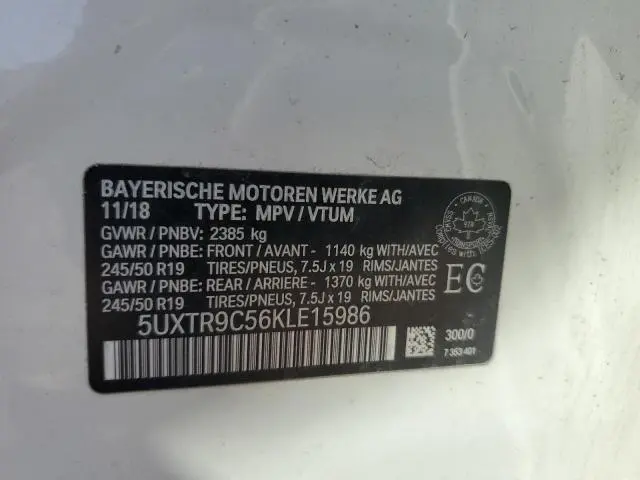 BAYERISCHE MOTOREN WERKE AG
11/18 TYPE: MPV / VTUM
GVWR / PNBV: 2385 kg
GAWR / PNBE: FRONT / AVANT - 1140 kg WITH/AVEC
245/50 R19 TIRES/PNEUS, 7.5J x 19 RIMS/JANTES
GAWR / PNBE: REAR / ARRIERE - 1370 kg WITH/AVEC
245/50 R19 TIRES/PNEUS, 7.5J x 19 RIMS/JANTES
5UXTR9C56KLE15986
CANADA
EC
300/0
7 353 401